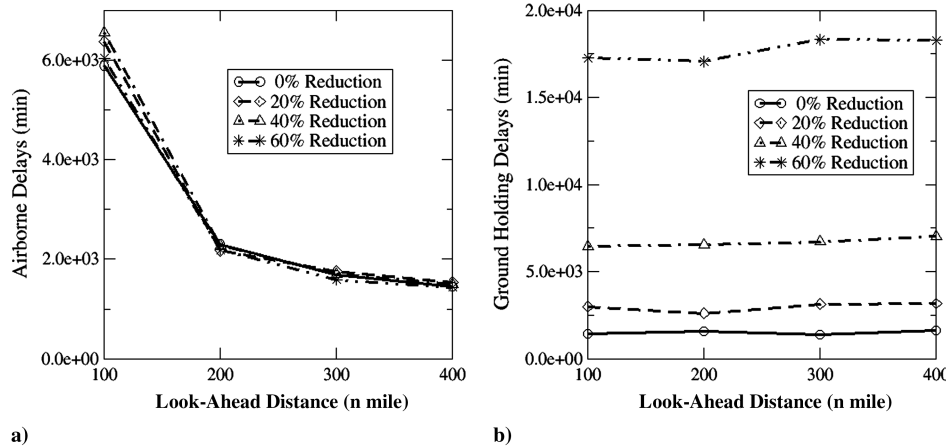 6.0e+03
4.0e+03
2.0e+03
0.0e+00
Airborne Delays (min)
0% Reduction
20% Reduction
40% Reduction
60% Reduction
100 200 300 400
Look-Ahead Distance (n mile)
a)
2.0e+04
1.5e+04
1.0e+04
5.0e+03
0.0e+00
Ground Holding Delays (min)
0% Reduction
20% Reduction
40% Reduction
60% Reduction
100 200 300 400
Look-Ahead Distance (n mile)
b)